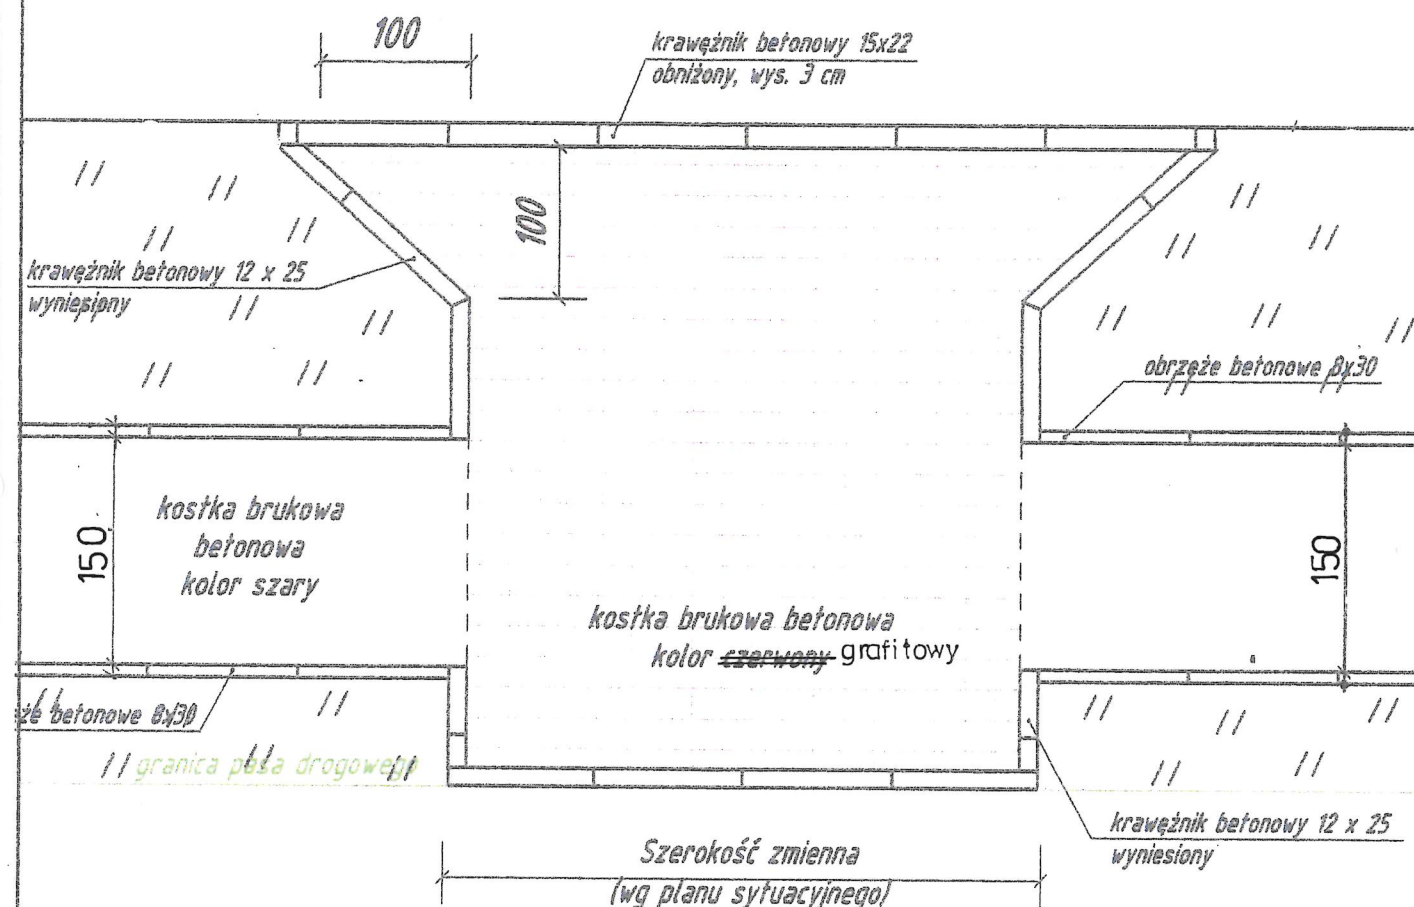 100
krawężnik betonowy 15x22
obniżony, wys. 3 cm
100
krawężnik betonowy 12 x 25
wyniesiony
obrzeże betonowe 8x30
150
kostka brukowa
betonowa
kolor szary
150
kostka brukowa betonowa
kolor czerwony grafitowy
że betonowe 8x30
granica pasa drogowego
krawężnik betonowy 12 x 25
wyniesiony
Szerokość zmienna
(wg planu sytuacyjnego)